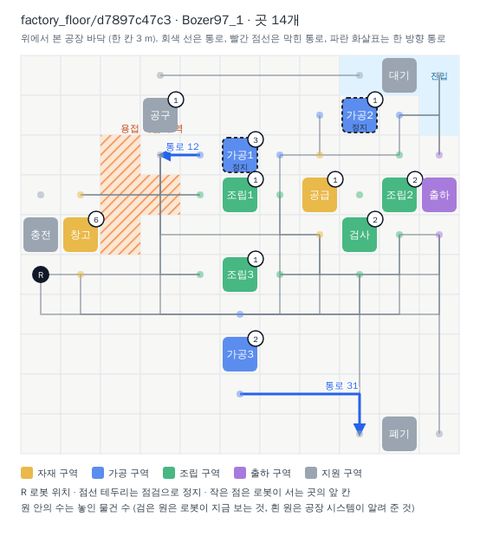 factory_floor/d7897c47c3 · Bozer97_1 · 곳 14개
위에서 본 공장 바닥 (한 칸 3 m). 회색 선은 통로, 빨간 점선은 막힌 통로, 파란 화살표는 한 방향 통로
대기
전립
1
공구
1
가공2
정지
용접
역
통로 12
3
가공1
정지
1
조립1
1
공급
2
조립2
출하
충전
6
창고
2
검사
R
1
조립3
2
가공3
통로 31
폐기
자재 구역
가공 구역
조립 구역
출하 구역
지원 구역
R 로봇 위치 · 점선 테두리는 점검으로 정지 · 작은 점은 로봇이 서는 곳의 앞 칸
원 안의 수는 놓인 물건 수 (검은 원은 로봇이 지금 보는 것, 흰 원은 공장 시스템이 알려 준 것)